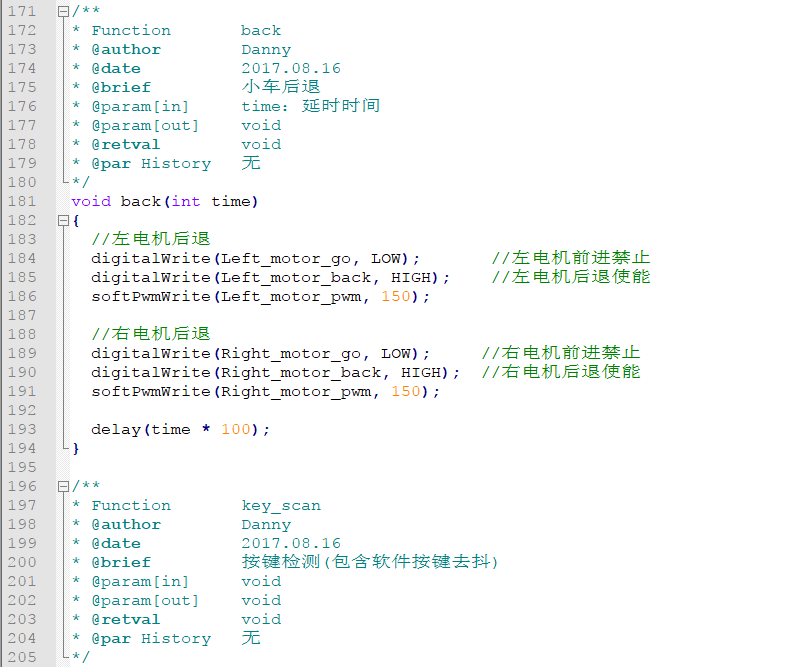 171 /**
172 * Function       back
173 * @author        Danny
174 * @date          2017.08.16
175 * @brief         小车后退
176 * @param[in]     time: 延时时间
177 * @param[out]    void
178 * @retval        void
179 * @par History   无
180 */
181 void back(int time)
182 {
183   //左电机后退
184   digitalWrite(Left_motor_go, LOW);       //左电机前进禁止
185   digitalWrite(Left_motor_back, HIGH);    //左电机后退使能
186   softPwmWrite(Left_motor_pwm, 150);
187
188   //右电机后退
189   digitalWrite(Right_motor_go, LOW);     //右电机前进禁止
190   digitalWrite(Right_motor_back, HIGH);  //右电机后退使能
191   softPwmWrite(Right_motor_pwm, 150);
192
193   delay(time * 100);
194 }
195
196 /**
197 * Function       key_scan
198 * @author        Danny
199 * @date          2017.08.16
200 * @brief         按键检测(包含软件按键去抖)
201 * @param[in]     void
202 * @param[out]    void
203 * @retval        void
204 * @par History   无
205 */